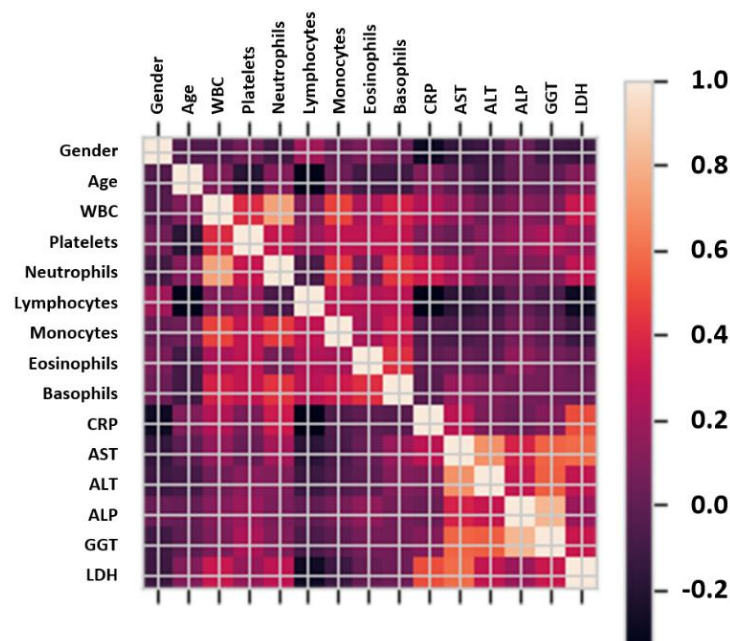 Gender
Age
WBC
Platelets
Neutrophils
Lymphocytes
Monocytes
Eosinophils
Basophils
CRP
AST
ALT
ALP
GGT
LDH
Gender
Age
WBC
Platelets
Neutrophils
Lymphocytes
Monocytes
Eosinophils
Basophils
CRP
AST
ALT
ALP
GGT
LDH
1.0
0.8
0.6
0.4
0.2
0.0
-0.2